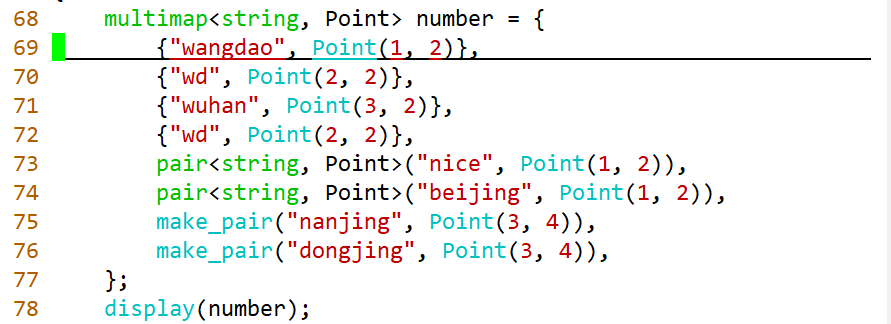 68     multimap<string, Point> number = {
69         {"wangdao", Point(1, 2)},
70         {"wd", Point(2, 2)},
71         {"wuhan", Point(3, 2)},
72         {"wd", Point(2, 2)},
73         pair<string, Point>("nice", Point(1, 2)),
74         pair<string, Point>("beijing", Point(1, 2)),
75         make_pair("nanjing", Point(3, 4)),
76         make_pair("dongjing", Point(3, 4)),
77     };
78     display(number);